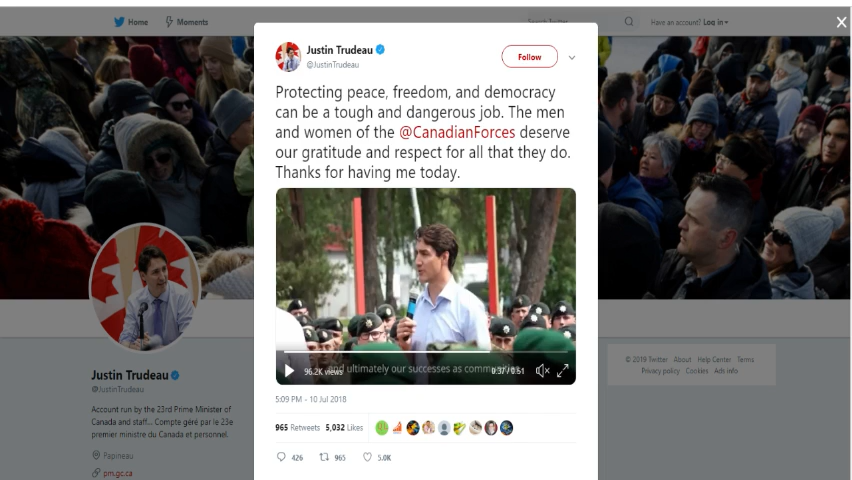 Home Moments Search Twitter Have an account? Log in
Justin Trudeau
@JustinTrudeau
Follow
Protecting peace, freedom, and democracy
can be a tough and dangerous job. The men
and women of the @CanadianForces deserve
our gratitude and respect for all that they do.
Thanks for having me today.
and ultimately our successes as
96.2K views
0:37 / 0:51
5:09 PM - 10 Jul 2018
965 Retweets 5,032 Likes
426 965 5.0K
Justin Trudeau
@JustinTrudeau
Account run by the 23rd Prime Minister of
Canada and staff... Compte géré par le 23e
premier ministre du Canada et personnel.
Papineau
pm.gc.ca
© 2019 Twitter About Help Center Terms
Privacy policy Cookies Ads info